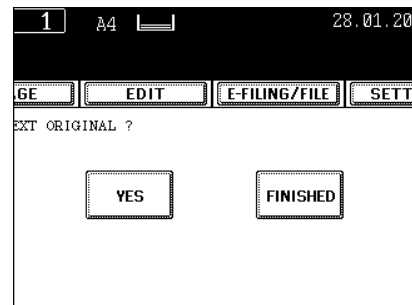 1 A4 28.01.20
GE EDIT E-FILING/FILE SETT
EXT ORIGINAL ?
YES FINISHED